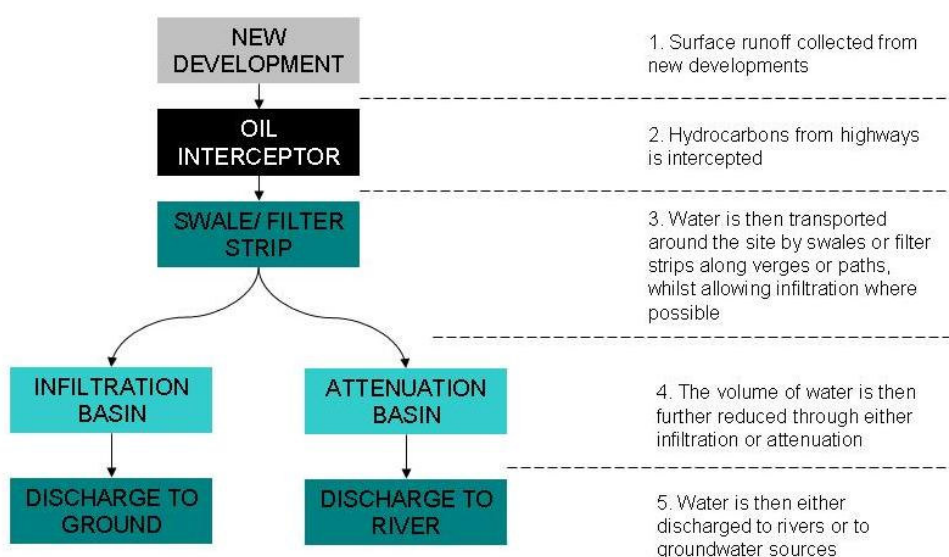 NEW
DEVELOPMENT
1. Surface runoff collected from
new developments
OIL
INTERCEPTOR
2. Hydrocarbons from highways
is intercepted
SWALE/ FILTER
STRIP
3. Water is then transported
around the site by swales or filter
strips along verges or paths,
whilst allowing infiltration where
possible
INFILTRATION
BASIN
ATTENUATION
BASIN
4. The volume of water is then
further reduced through either
infiltration or attenuation
DISCHARGE TO
GROUND
DISCHARGE TO
RIVER
5. Water is then either
discharged to rivers or to
groundwater sources